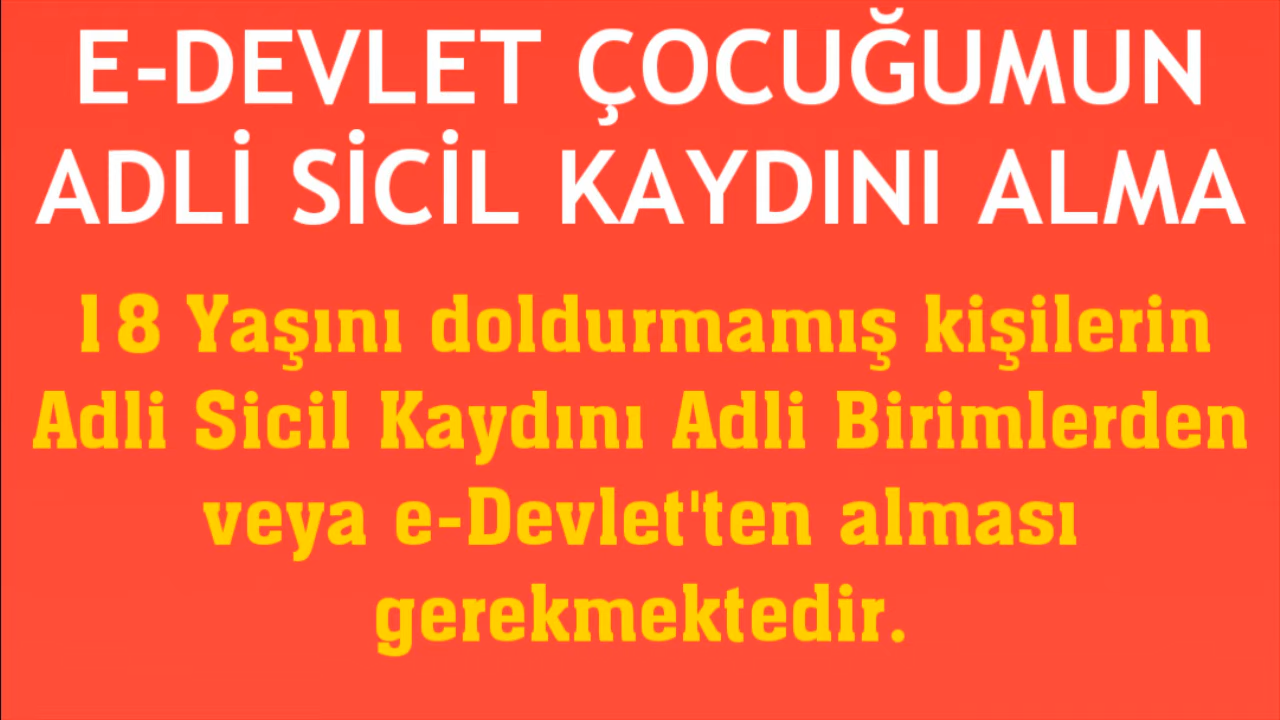 E-DEVLET ÇOCUĞUMUN
ADLİ SİCİL KAYDINI ALMA
18 Yaşını doldurmamış kişilerin
Adli Sicil Kaydını Adli Birimlerden
veya e-Devlet'ten alması
gerekmektedir.